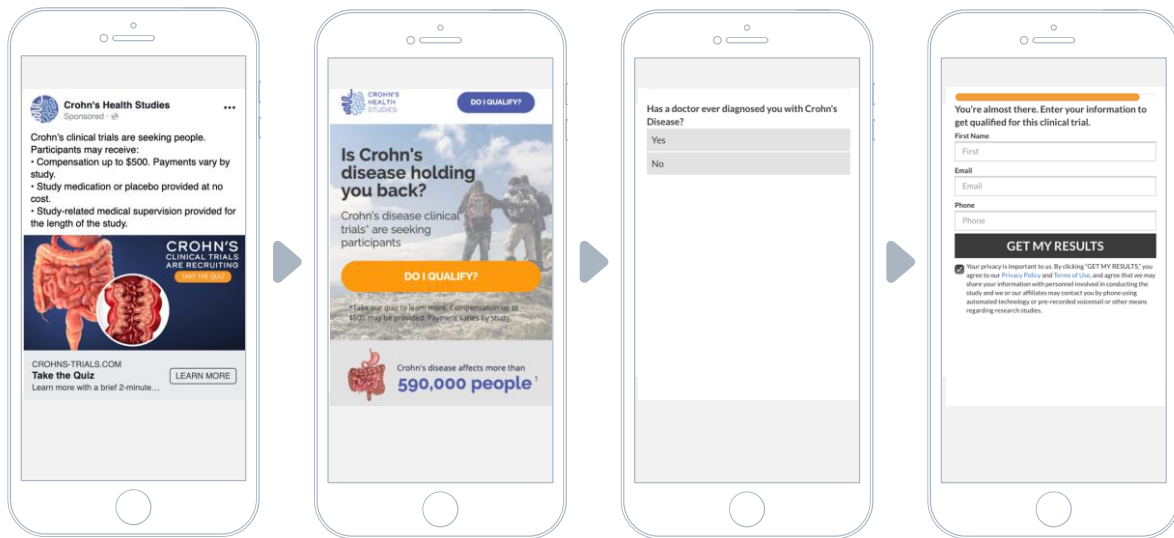 Crohn's Health Studies
Sponsored ·
Crohn's clinical trials are seeking people.
Participants may receive:
• Compensation up to $500. Payments vary by
study.
• Study medication or placebo provided at no
cost.
• Study-related medical supervision provided for
the length of the study.
CROHN'S
CLINICAL TRIALS
ARE RECRUITING
TAKE THE QUIZ
CROHNS-TRIALS.COM
Take the Quiz
Learn more with a brief 2-minute...
LEARN MORE
CROHN'S
HEALTH
STUDIES
DO I QUALIFY?
Is Crohn's
disease holding
you back?
Crohn's disease clinical
trials* are seeking
participants
DO I QUALIFY?
*Take our quiz to learn more. Compensation up to
$500 may be provided. Payment varies by study.
Crohn's disease affects more than
590,000 people ¹
Has a doctor ever diagnosed you with Crohn's
Disease?
Yes
No
You're almost there. Enter your information to
get qualified for this clinical trial.
First Name
First
Email
Email
Phone
Phone
GET MY RESULTS
Your privacy is important to us. By clicking "GET MY RESULTS," you
agree to our Privacy Policy and Terms of Use, and agree that we may
share your information with personnel involved in conducting the
study and we or our affiliates may contact you by phone using
automated technology or pre-recorded voicemail or other means
regarding research studies.